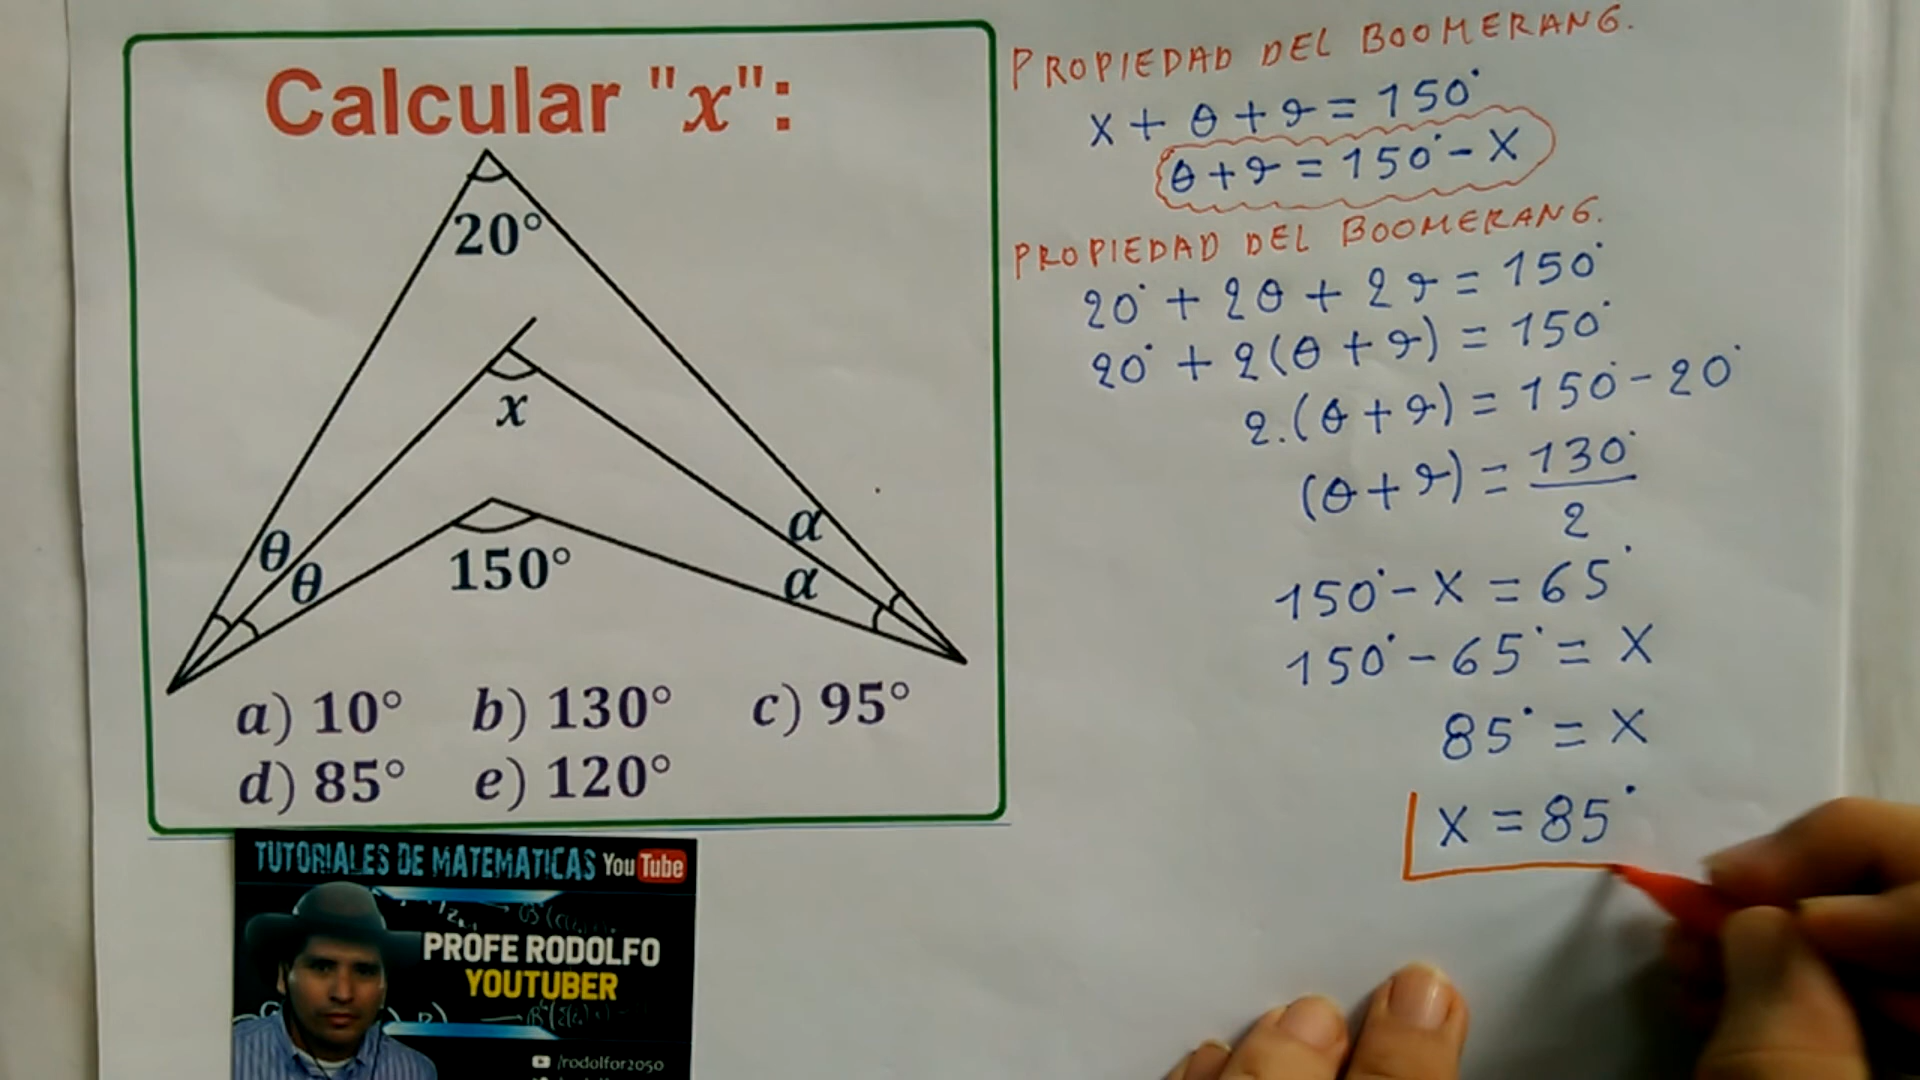 Calcular "x":
20°
x
θ
θ
150°
α
α
a) 10° b) 130° c) 95°
d) 85° e) 120°
TUTORIALES DE MATEMATICAS YouTube
PROFE RODOLFO
YOUTUBER
/rodolfor2050
PROPIEDAD DEL BOOMERANG.
x + θ + α = 150°
θ + α = 150° - x
PROPIEDAD DEL BOOMERANG.
20° + 2θ + 2α = 150°
20° + 2(θ + α) = 150°
2.(θ + α) = 150° - 20°
(θ + α) = 130°
2
150° - x = 65°
150° - 65° = x
85° = x
x = 85°